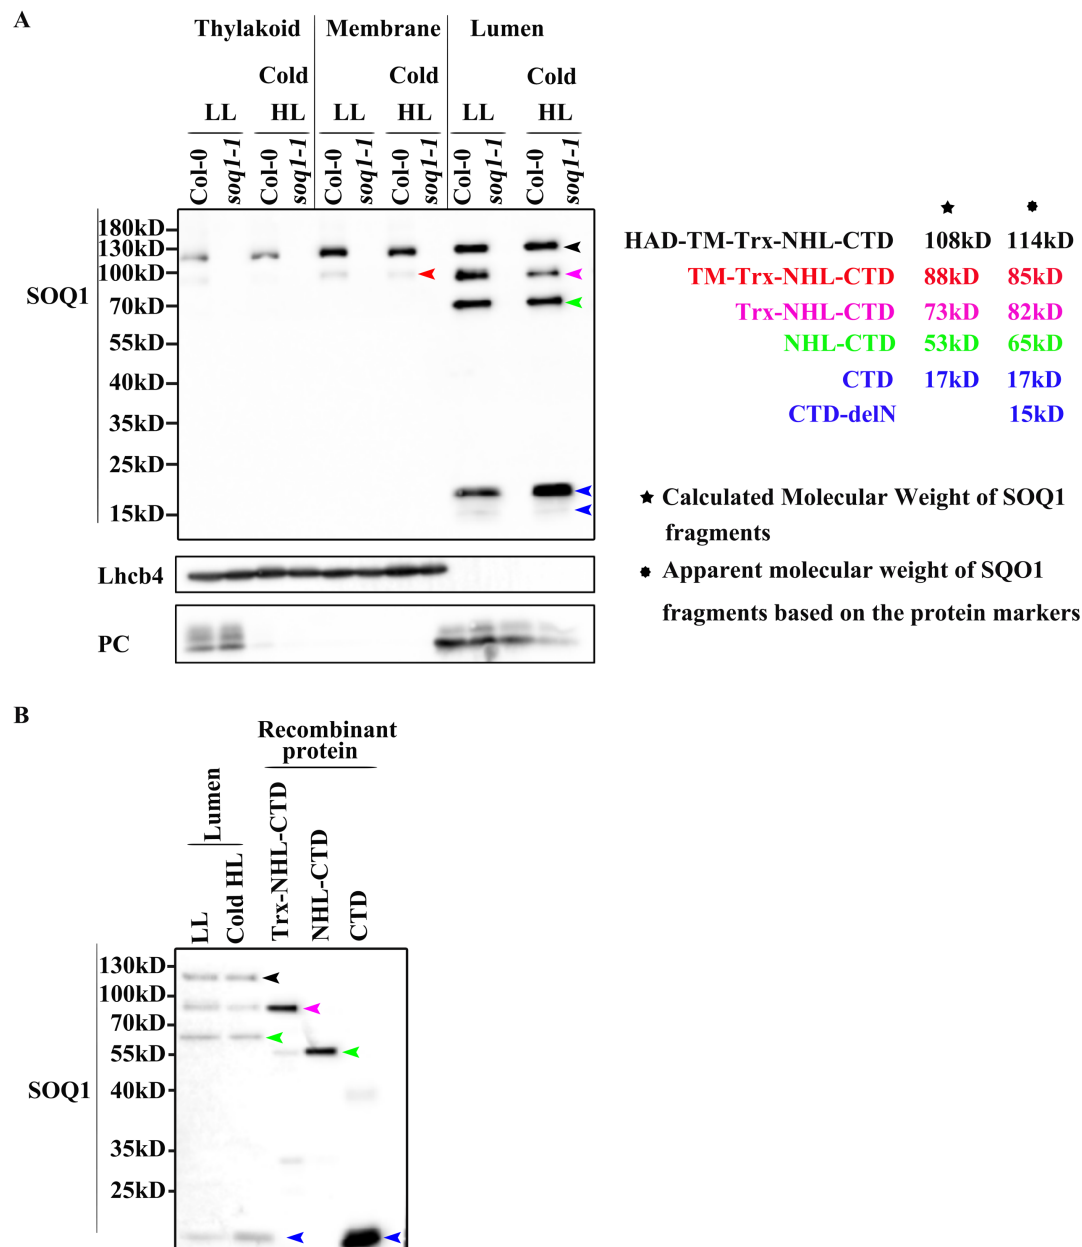 A
Thylakoid Membrane Lumen
Cold Cold Cold
LL HL LL HL LL HL
Col-0 soq1-1 Col-0 soq1-1 Col-0 soq1-1 Col-0 soq1-1 Col-0 soq1-1 Col-0 soq1-1
SOQ1
180kD
130kD
100kD
70kD
55kD
40kD
35kD
25kD
15kD
Lhcb4
PC
HAD-TM-Trx-NHL-CTD 108kD 114kD
TM-Trx-NHL-CTD 88kD 85kD
Trx-NHL-CTD 73kD 82kD
NHL-CTD 53kD 65kD
CTD 17kD 17kD
CTD-delN 15kD
★ Calculated Molecular Weight of SOQ1
fragments
Apparent molecular weight of SQO1
fragments based on the protein markers
B
Recombinant
protein
Lumen
LL Cold HL Trx-NHL-CTD NHL-CTD CTD
SOQ1
130kD
100kD
70kD
55kD
40kD
35kD
25kD